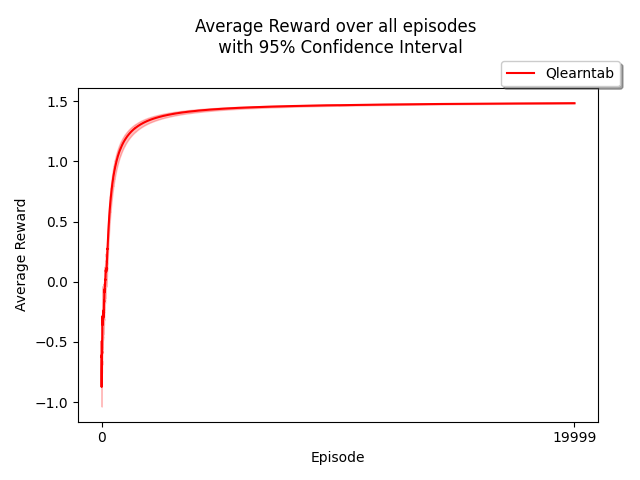 Average Reward over all episodes
with 95% Confidence Interval
Qlearntab
1.5
1.0
0.5
0.0
−0.5
−1.0
Average Reward
0
19999
Episode